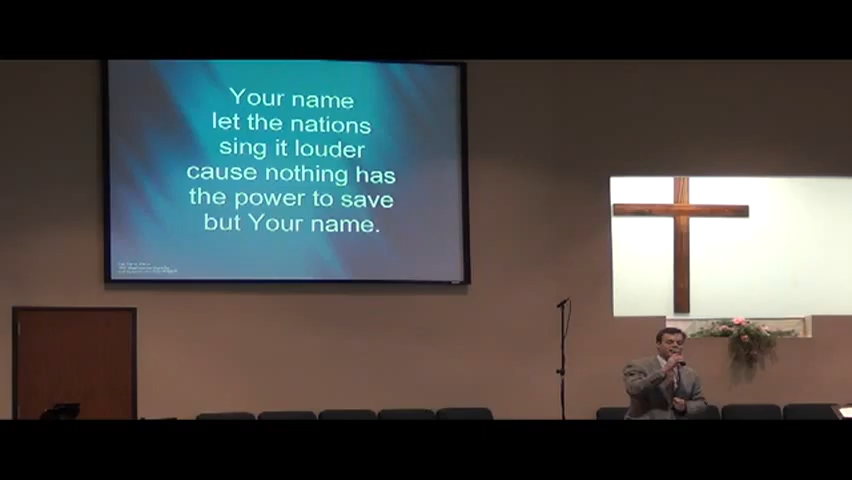 Your name
let the nations
sing it louder
cause nothing has
the power to save
but Your name.